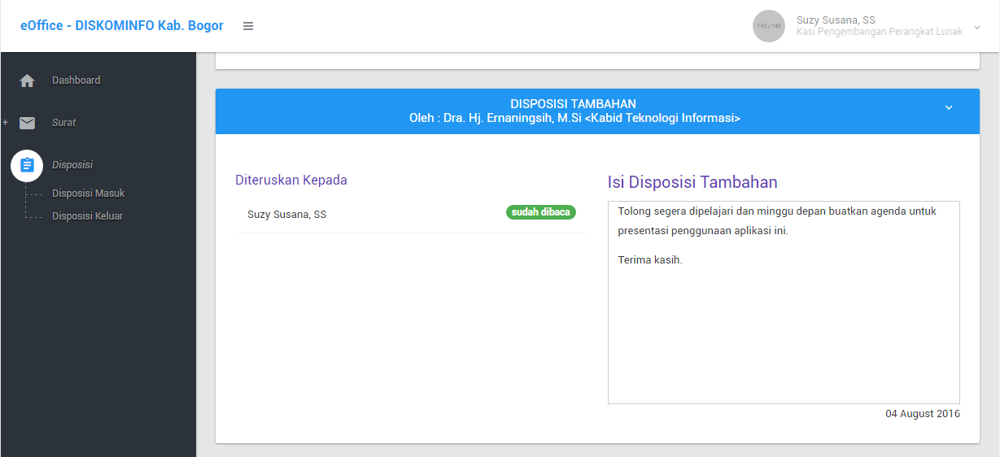 eOffice - DISKOMINFO Kab. Bogor
140×140
Suzy Susana, SS
Kasi Pengembangan Perangkat Lunak
Dashboard
+ Surat
Disposisi
Disposisi Masuk
Disposisi Keluar
DISPOSISI TAMBAHAN
Oleh : Dra. Hj. Ernaningsih, M.Si <Kabid Teknologi Informasi>
Diteruskan Kepada
Suzy Susana, SS
sudah dibaca
Isi Disposisi Tambahan
Tolong segera dipelajari dan minggu depan buatkan agenda untuk
presentasi penggunaan aplikasi ini.
Terima kasih.
04 August 2016